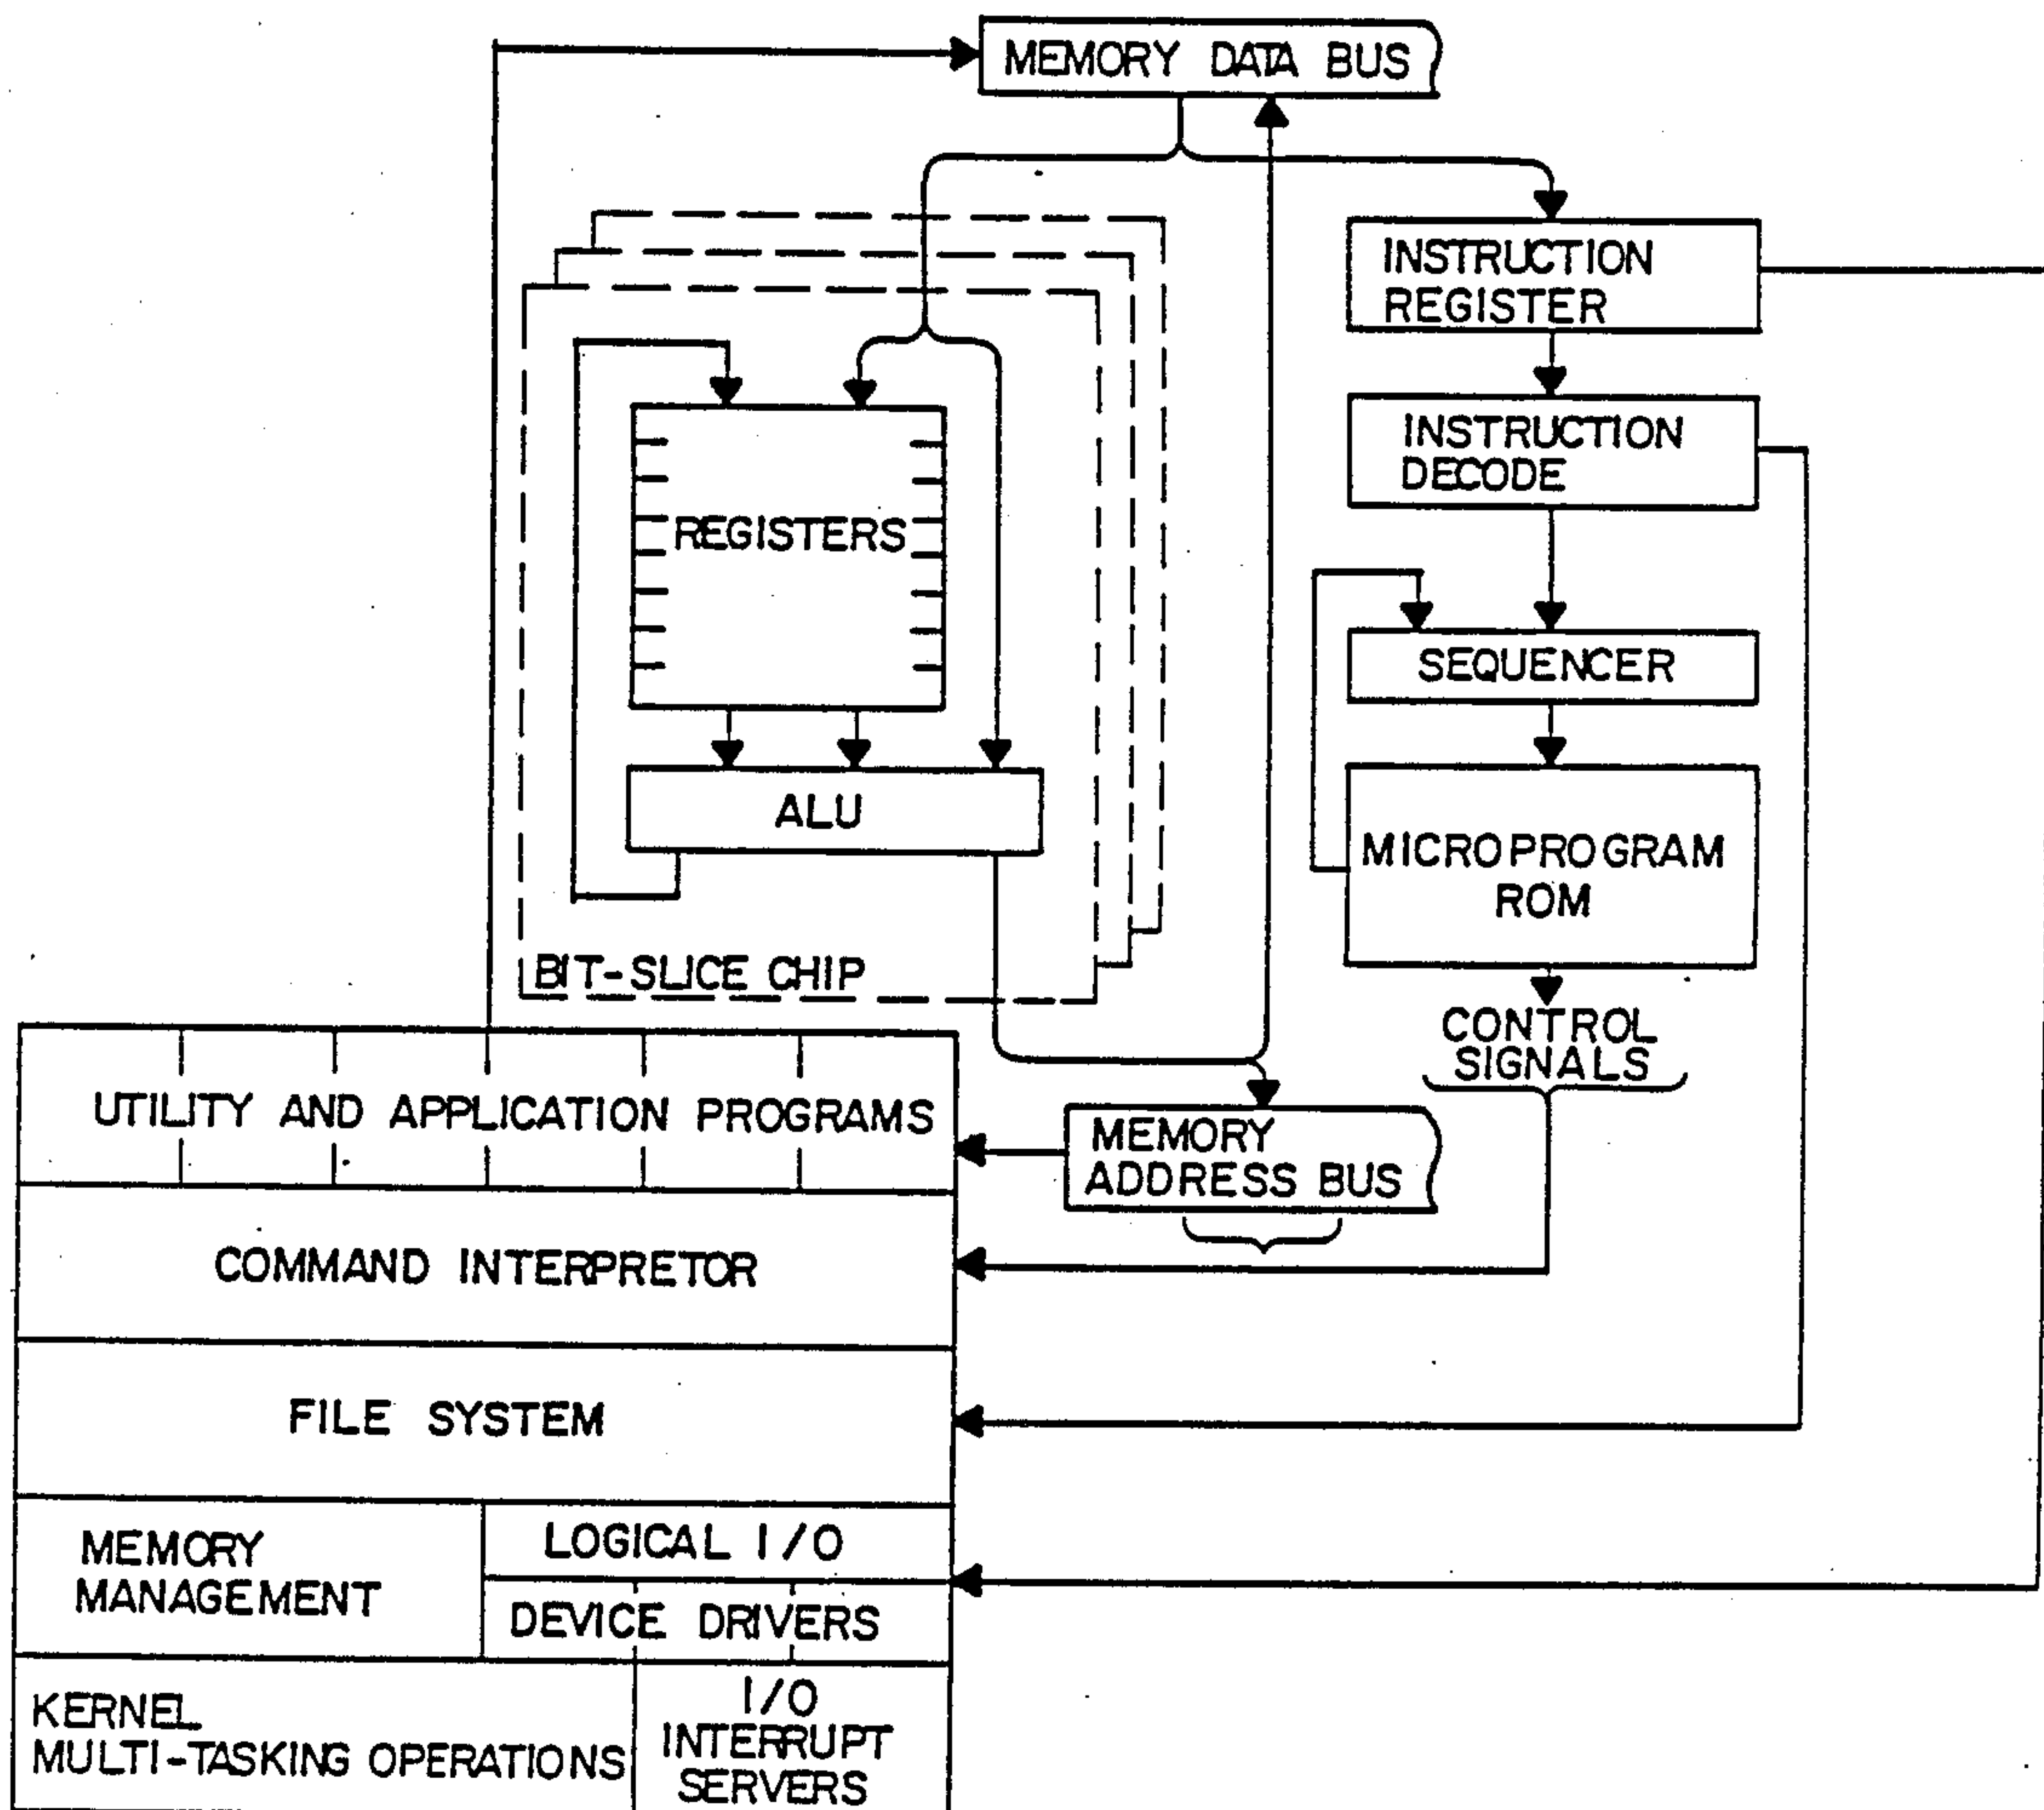 MEMORY DATA BUS
INSTRUCTION
REGISTER
INSTRUCTION
DECODE
REGISTERS
SEQUENCER
ALU
MICROPROGRAM
ROM
BIT-SLICE CHIP
CONTROL
SIGNALS
UTILITY AND APPLICATION PROGRAMS
MEMORY
ADDRESS BUS
COMMAND INTERPRETOR
FILE SYSTEM
MEMORY
MANAGEMENT
LOGICAL I/O
DEVICE DRIVERS
KERNEL
MULTI-TASKING OPERATIONS
I/O
INTERRUPT
SERVERS